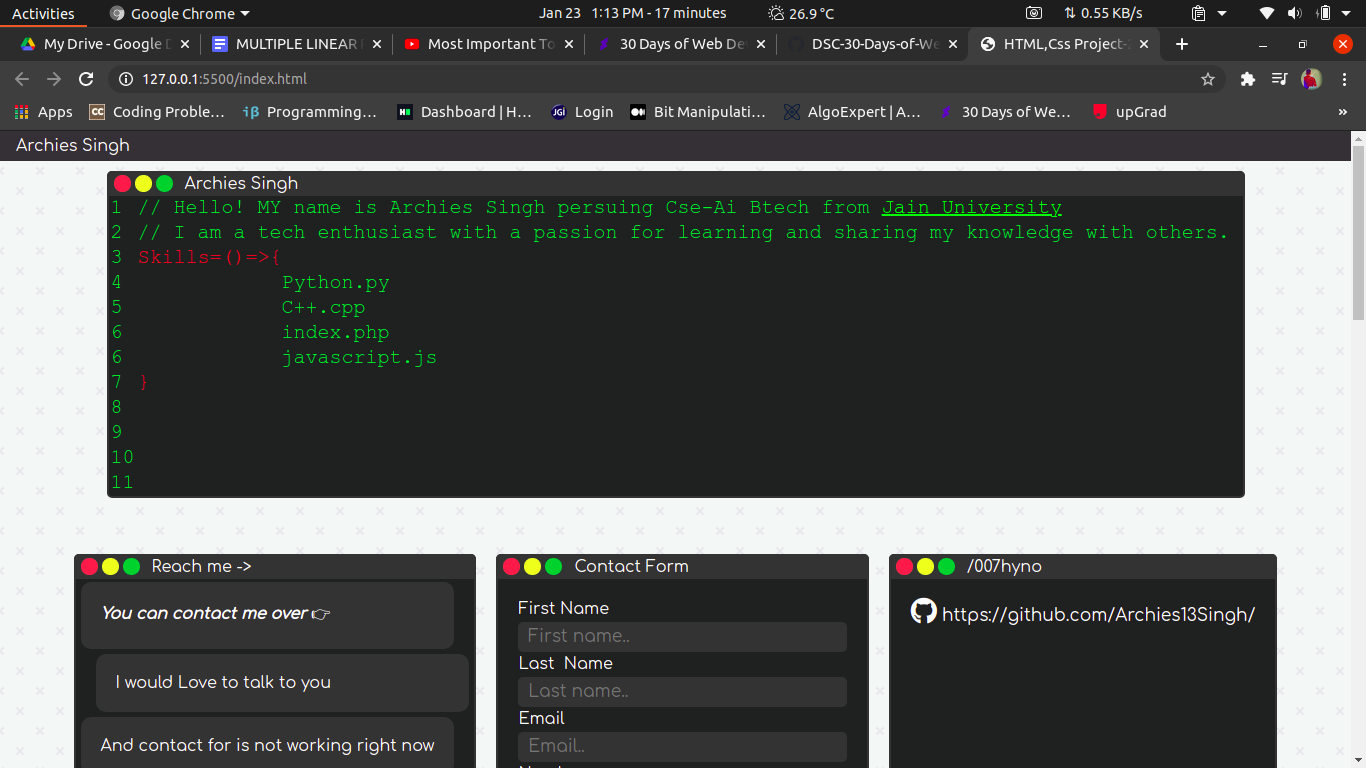 Activities Google Chrome Jan 23 1:13 PM - 17 minutes 26.9 °C 0.55 KB/s
My Drive - Google D MULTIPLE LINEAR Most Important To 30 Days of Web De DSC-30-Days-of-We HTML,Css Project-
127.0.0.1:5500/index.html
Apps CC Coding Proble... iβ Programming... Dashboard | H... JGI Login Bit Manipulati... AlgoExpert | A... 30 Days of We... upGrad »
Archies Singh
Archies Singh
1 // Hello! MY name is Archies Singh persuing Cse-Ai Btech from Jain University
2 // I am a tech enthusiast with a passion for learning and sharing my knowledge with others.
3 Skills=()=>{
4 Python.py
5 C++.cpp
6 index.php
6 javascript.js
7 }
8
9
10
11
Reach me ->
You can contact me over 👉
I would Love to talk to you
And contact for is not working right now
Contact Form
First Name
First name..
Last Name
Last name..
Email
Email..
/007hyno
https://github.com/Archies13Singh/